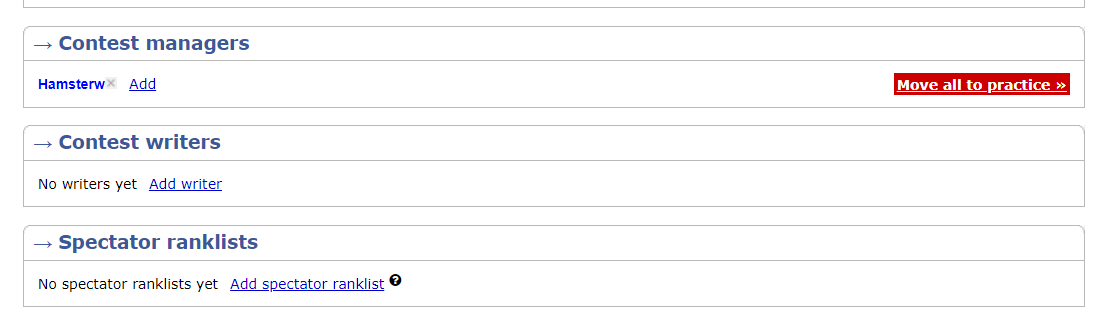 → Contest managers
Hamsterw Add Move all to practice »
→ Contest writers
No writers yet Add writer
→ Spectator ranklists
No spectator ranklists yet Add spectator ranklist ?